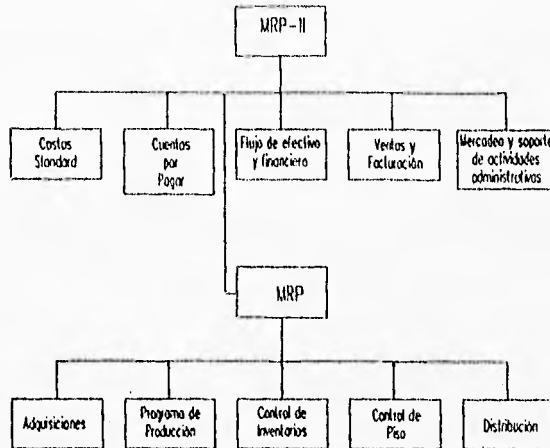 MRP-II
Costos
Standard
Cuentas
por
Pagar
Flujo de efectivo
y financiero
Ventas y
Facturación
Mercadeo y soporte
de actividades
administrativas
MRP
Adquisiciones
Programa de
Producción
Control de
Inventarios
Control de
Piso
Distribución